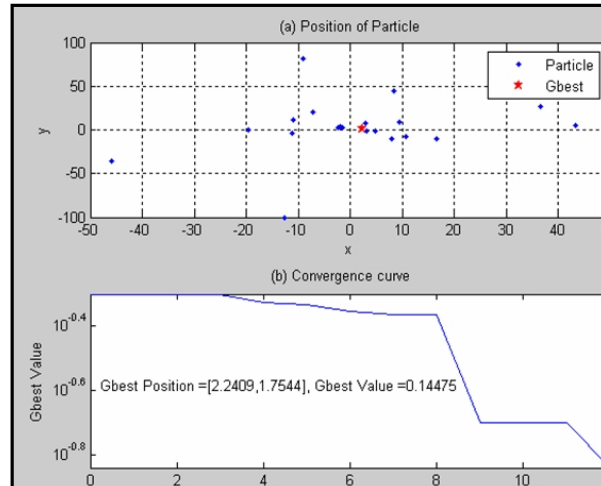 (a) Position of Particle
100
50
0
-50
-100
y
Particle
Gbest
-50 -40 -30 -20 -10 0 10 20 30 40
x
(b) Convergence curve
10^-0.4
10^-0.6
10^-0.8
Gbest Value
Gbest Position =[2.2409,1.7544], Gbest Value =0.14475
0 2 4 6 8 10